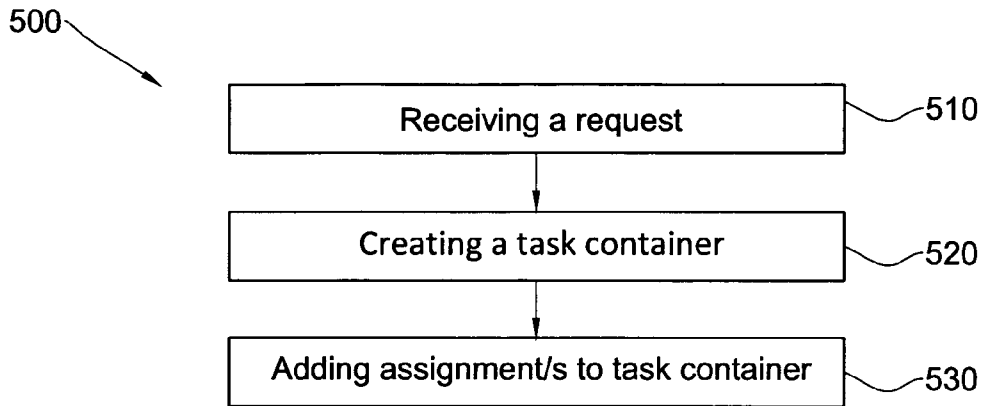 500
Receiving a request
510
Creating a task container
520
Adding assignment/s to task container
530